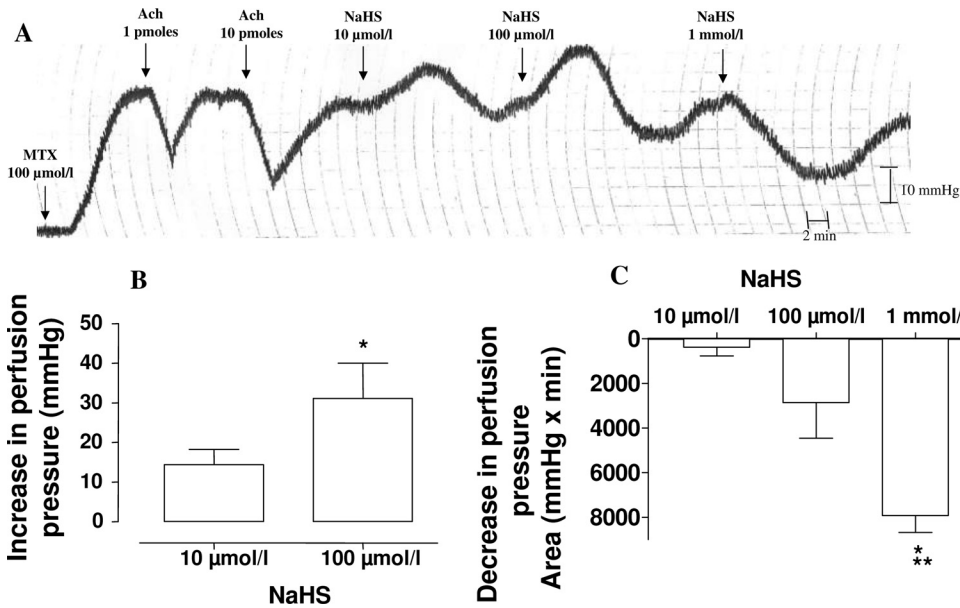 A
Ach
1 pmoles
Ach
10 pmoles
NaHS
10 µmol/l
NaHS
100 µmol/l
NaHS
1 mmol/l
MTX
100 µmol/l
10 mmHg
2 min
B
Increase in perfusion
pressure (mmHg)
50
40
30
20
10
0
*
10 µmol/l
100 µmol/l
NaHS
C
NaHS
10 µmol/l
100 µmol/l
1 mmol/
Decrease in perfusion
pressure
Area (mmHg x min)
0
2000
4000
6000
8000
*
**